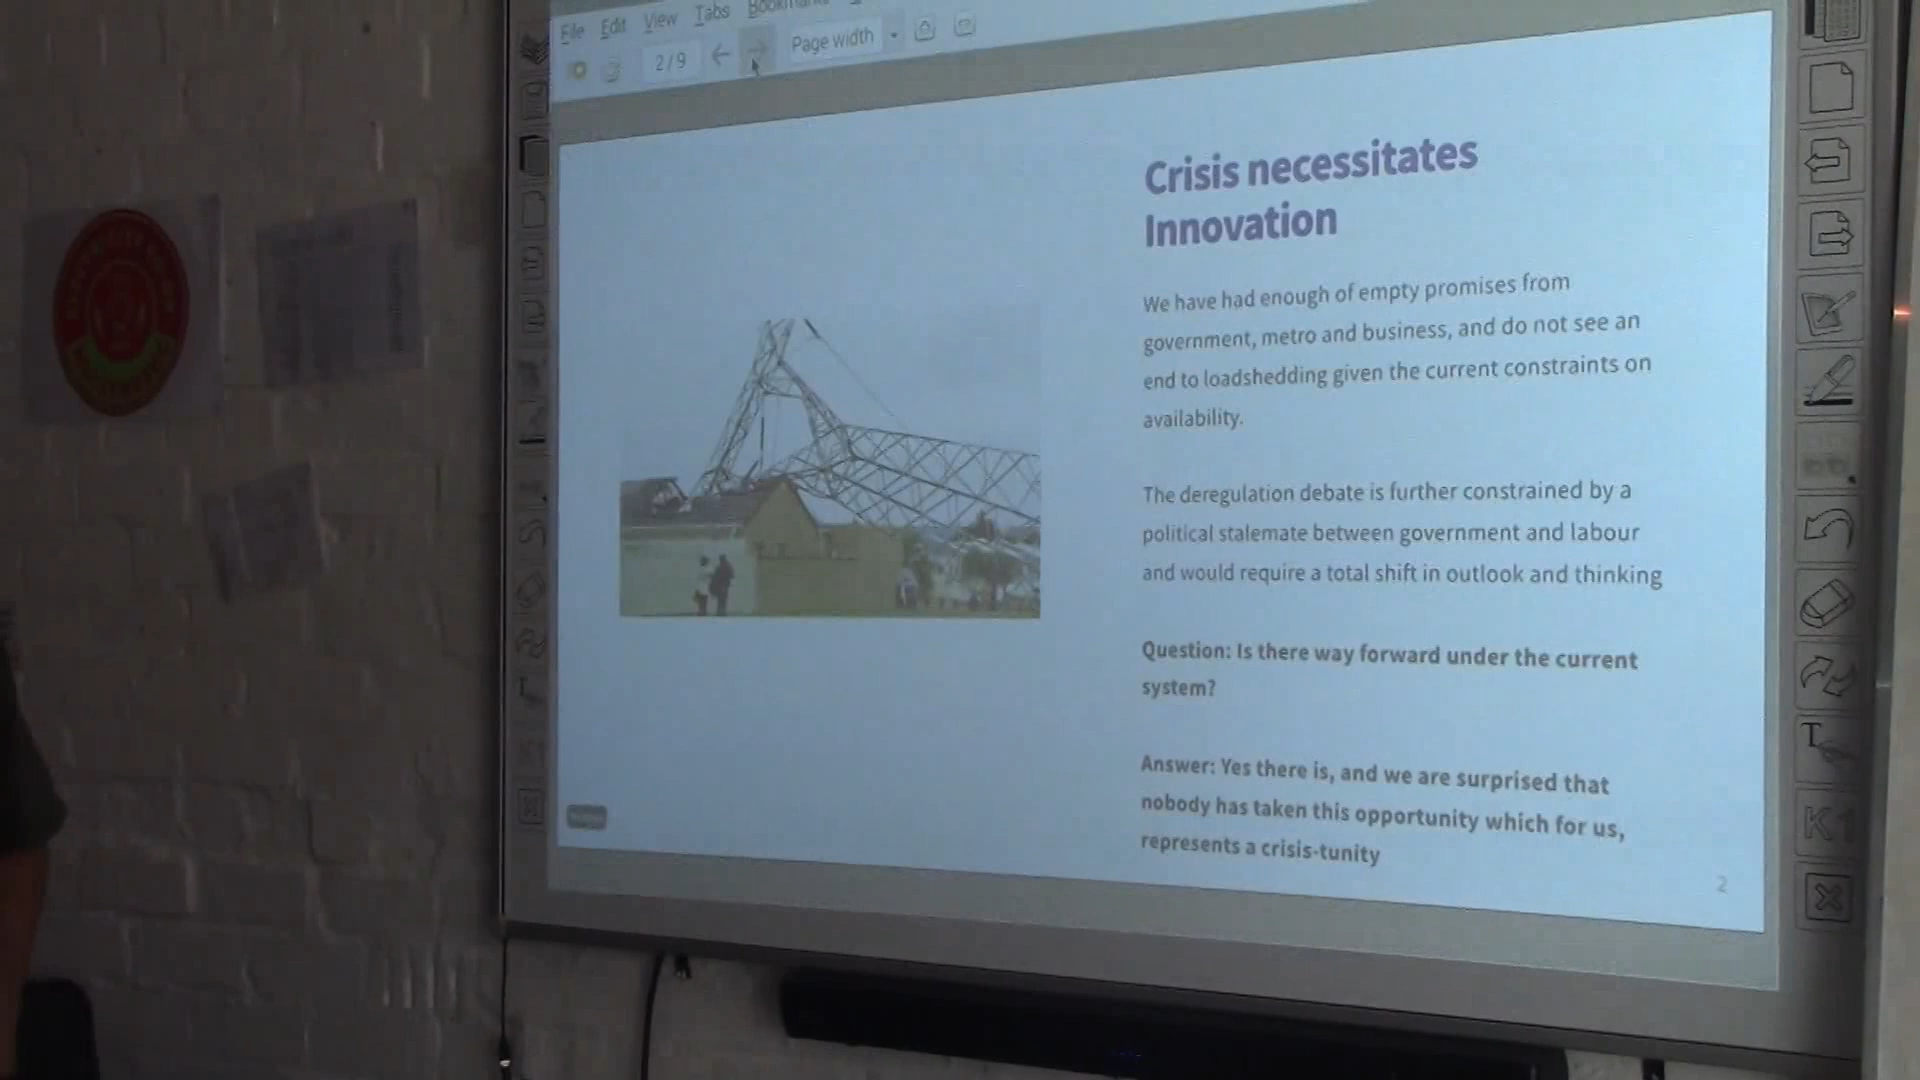 File Edit View Tabs Bookmarks
2 / 9 Page width
Crisis necessitates
Innovation
We have had enough of empty promises from
government, metro and business, and do not see an
end to loadshedding given the current constraints on
availability.
The deregulation debate is further constrained by a
political stalemate between government and labour
and would require a total shift in outlook and thinking
Question: Is there way forward under the current
system?
Answer: Yes there is, and we are surprised that
nobody has taken this opportunity which for us,
represents a crisis-tunity
2